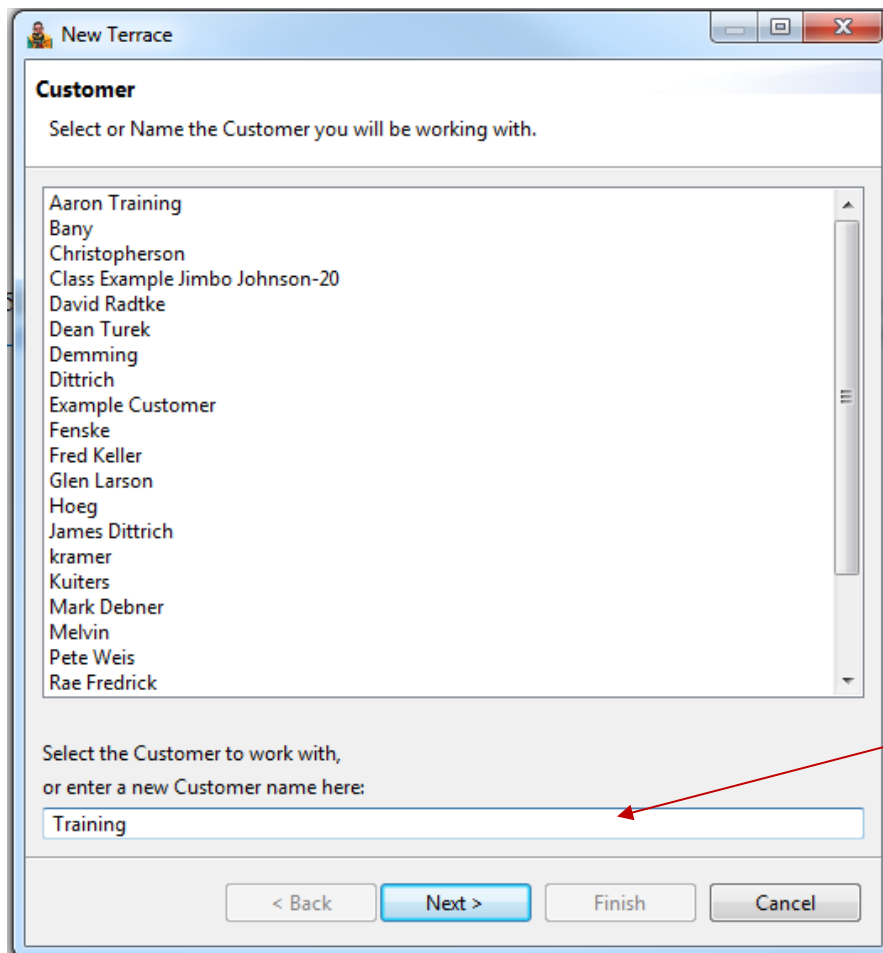 New Terrace
Customer
Select or Name the Customer you will be working with.
Aaron Training
Bany
Christopherson
Class Example Jimbo Johnson-20
David Radtke
Dean Turek
Demming
Dittrich
Example Customer
Fenske
Fred Keller
Glen Larson
Hoeg
James Dittrich
kramer
Kuiters
Mark Debner
Melvin
Pete Weis
Rae Fredrick
Select the Customer to work with,
or enter a new Customer name here:
Training
< Back Next > Finish Cancel